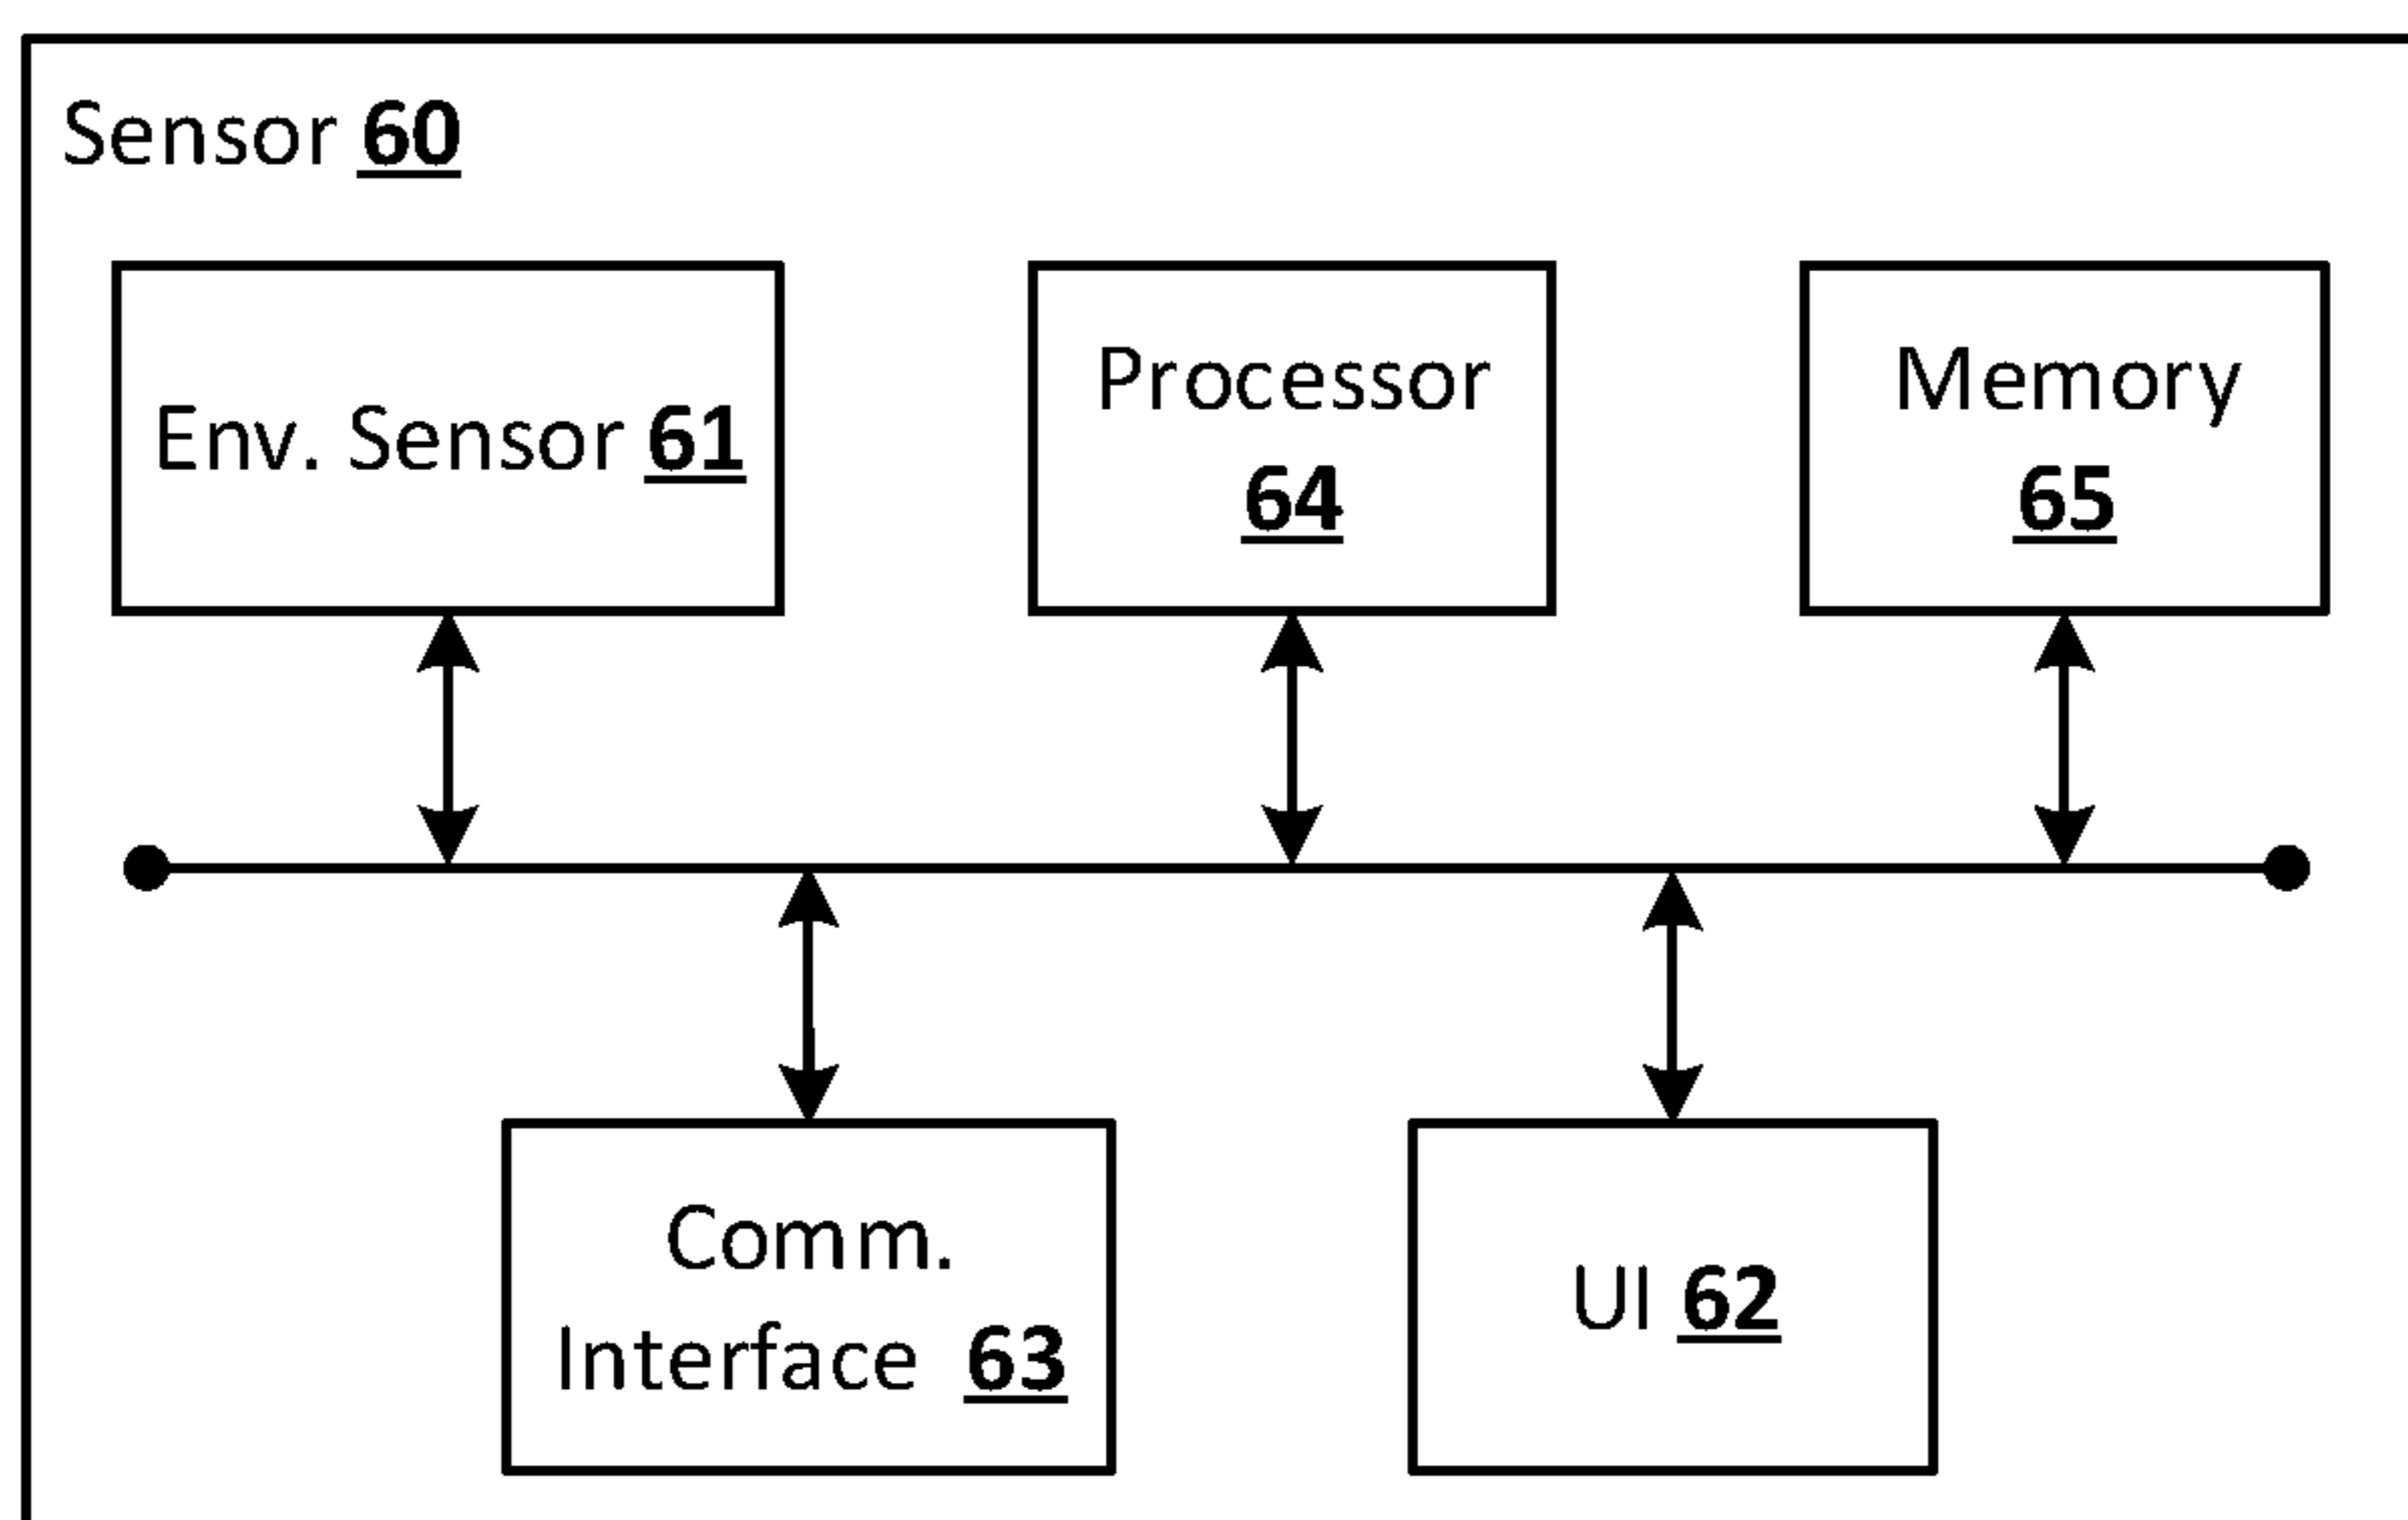 Sensor 60
Env. Sensor 61
Processor
64
Memory
65
Comm.
Interface 63
UI 62